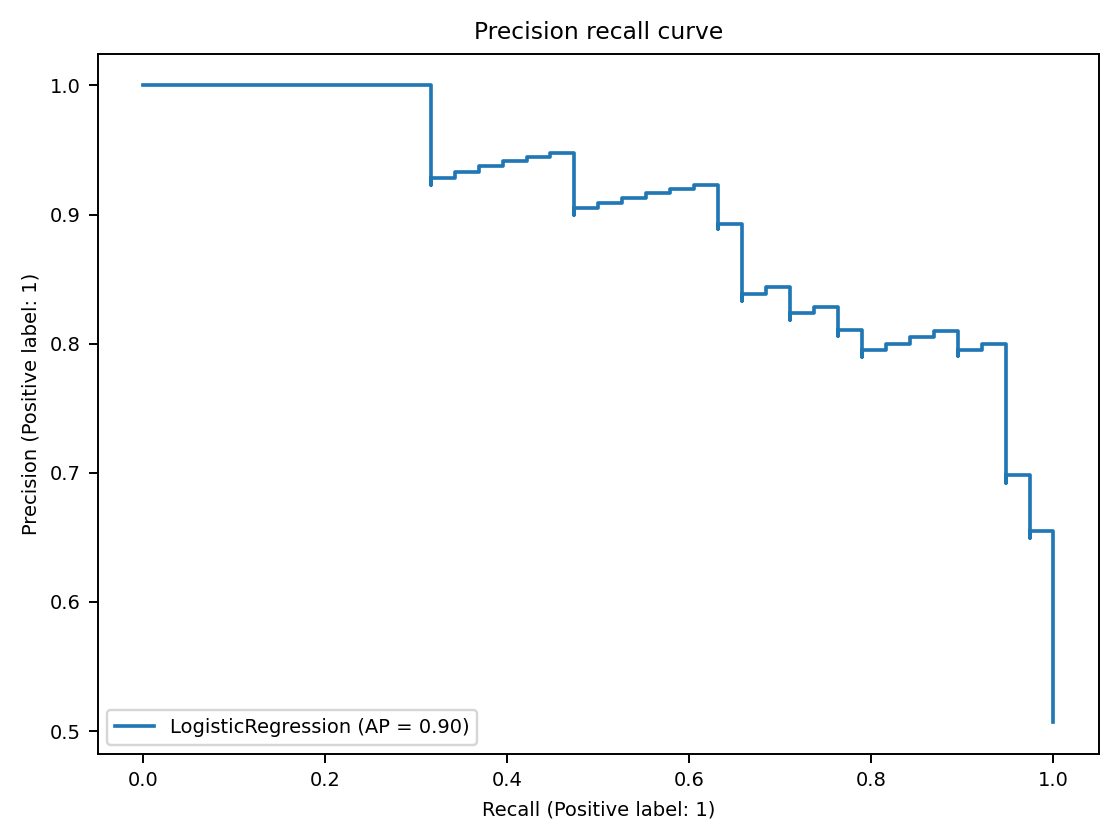 Precision recall curve
1.0
0.9
0.8
0.7
0.6
0.5
Precision (Positive label: 1)
LogisticRegression (AP = 0.90)
0.0 0.2 0.4 0.6 0.8 1.0
Recall (Positive label: 1)